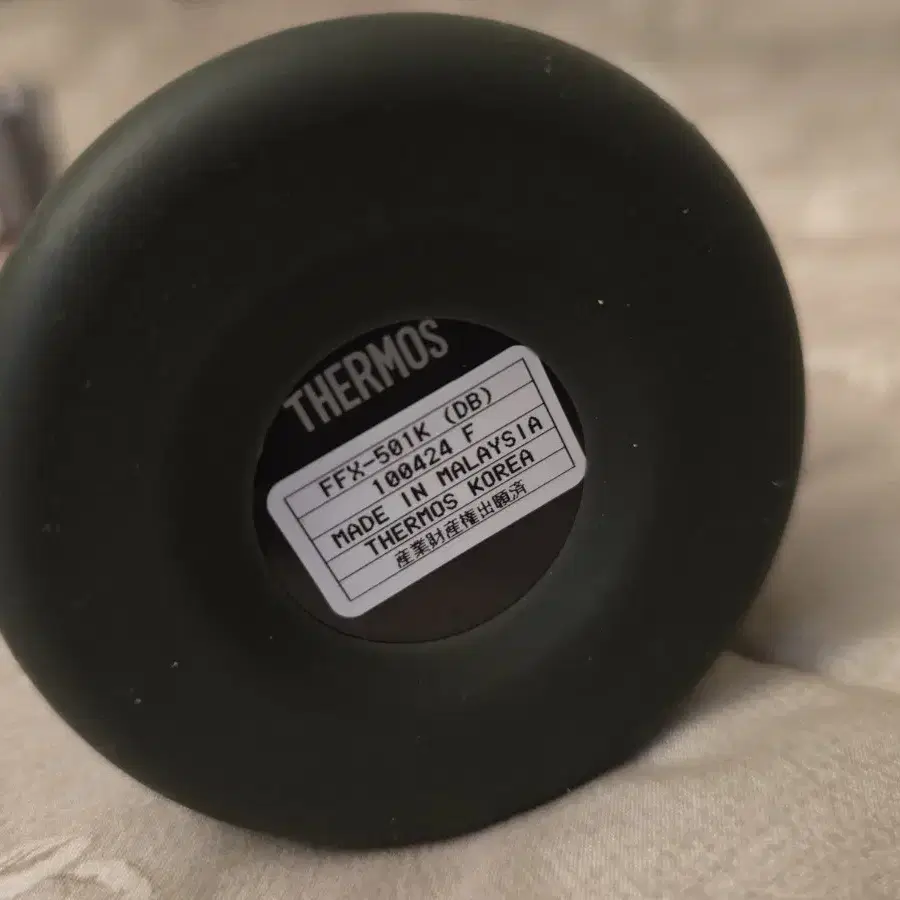 THERMOS
FFX-501K (DB)
100424 F
MADE IN MALAYSIA
THERMOS KOREA
産業財産権出願済